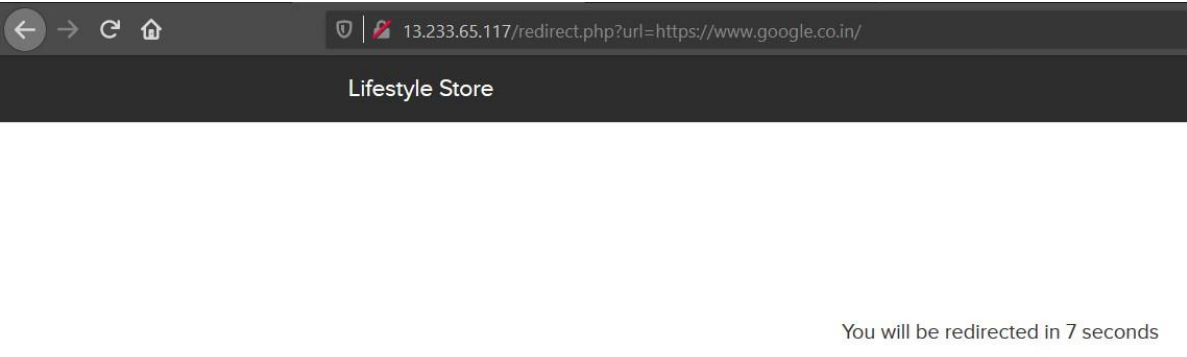 13.233.65.117/redirect.php?url=https://www.google.co.in/
Lifestyle Store
You will be redirected in 7 seconds